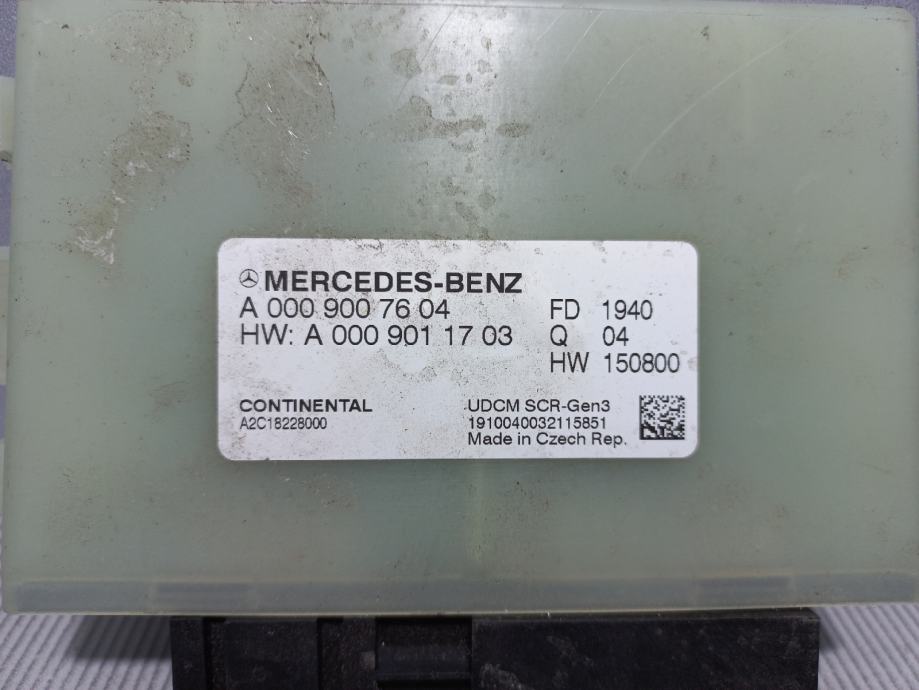 MERCEDES-BENZ
A 000 900 76 04 FD 1940
HW: A 000 901 17 03 Q 04
HW 150800
CONTINENTAL UDCM SCR-Gen3
A2C18228000 1910040032115851
Made in Czech Rep.